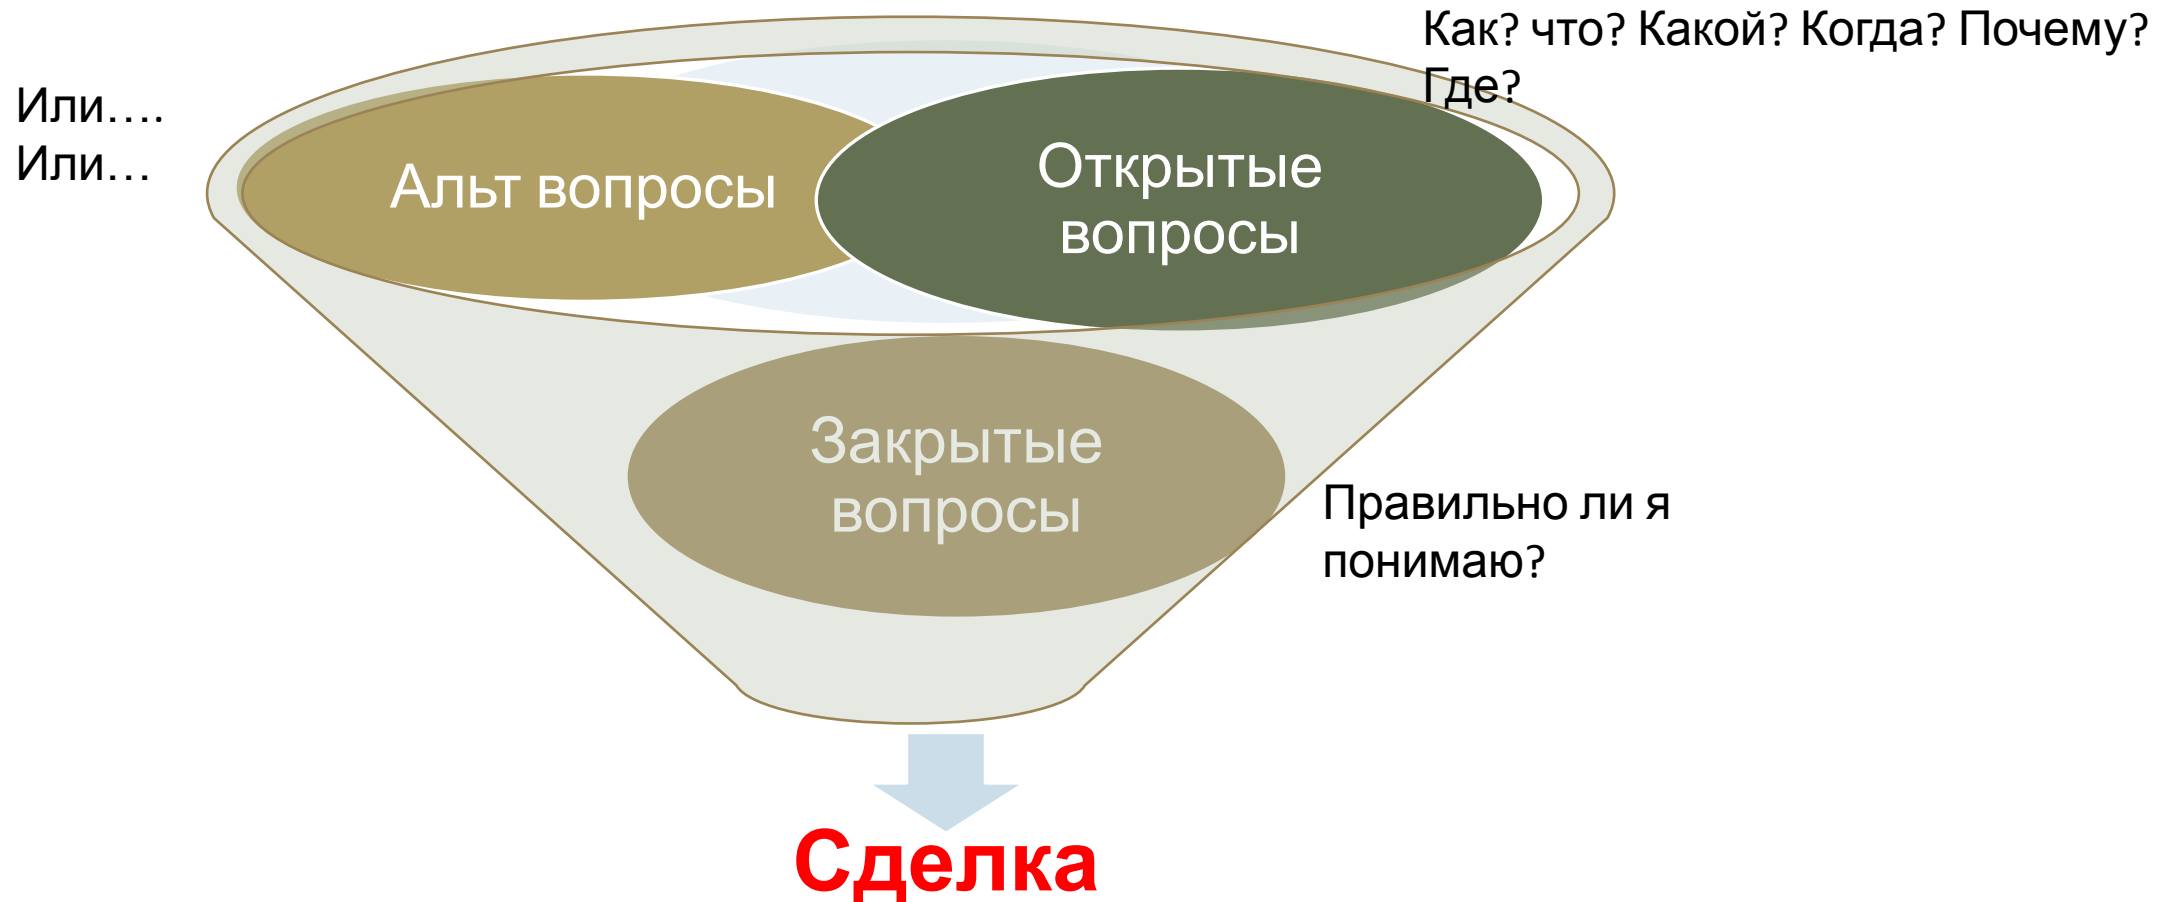 Как? что? Какой? Когда? Почему?
Где?
Или….
Или…
Альт вопросы
Открытые
вопросы
Закрытые
вопросы
Правильно ли я
понимаю?
Сделка